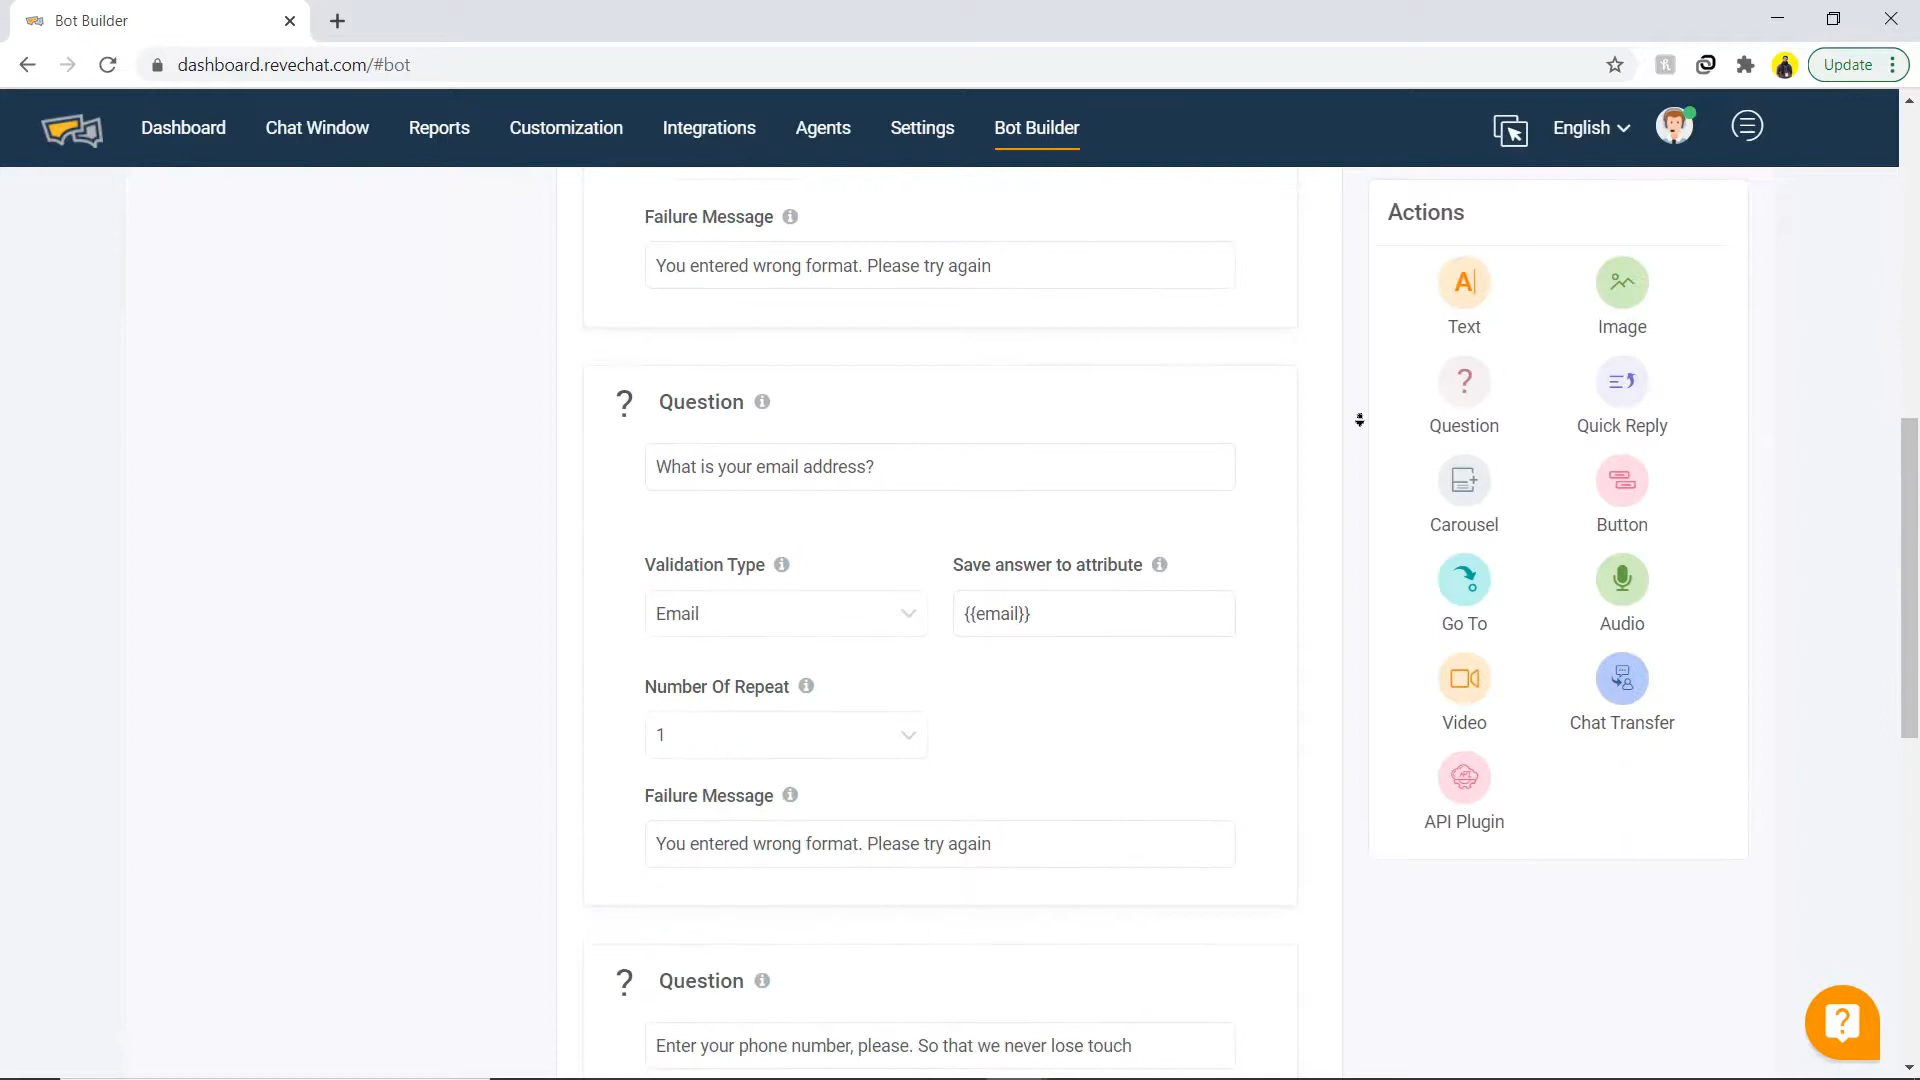 Bot Builder
dashboard.revechat.com/#bot
Update
Dashboard
Chat Window
Reports
Customization
Integrations
Agents
Settings
Bot Builder
English
Failure Message
You entered wrong format. Please try again
? Question
What is your email address?
Validation Type
Save answer to attribute
Email
{{email}}
Number Of Repeat
1
Failure Message
You entered wrong format. Please try again
? Question
Enter your phone number, please. So that we never lose touch
Actions
A
Text
Image
?
Question
Quick Reply
Carousel
Button
Go To
Audio
Video
Chat Transfer
API
API Plugin
?